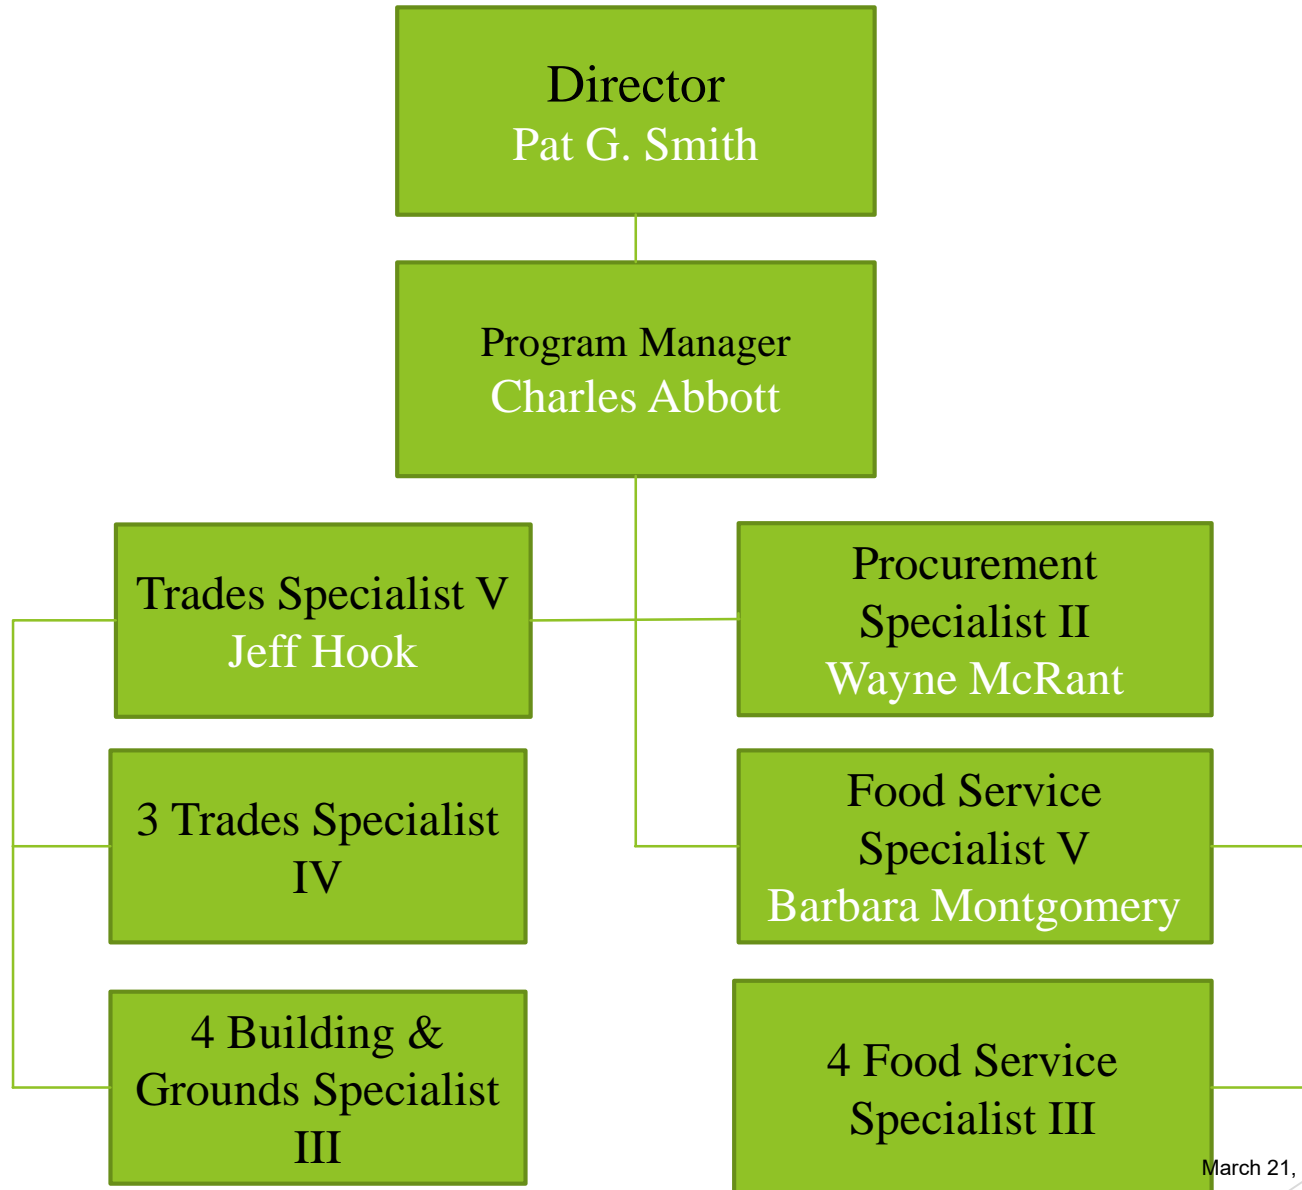 Director
Pat G. Smith
Program Manager
Charles Abbott
Trades Specialist V
Jeff Hook
Procurement
Specialist II
Wayne McRant
3 Trades Specialist
IV
Food Service
Specialist V
Barbara Montgomery
4 Building &
Grounds Specialist
III
4 Food Service
Specialist III
March 21,